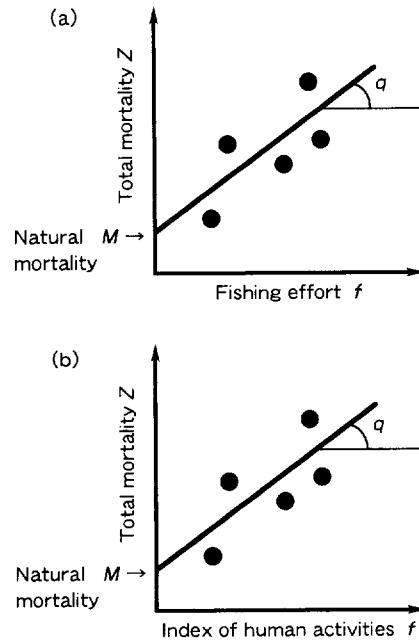 (a)
Total mortality Z
q
Natural M →
mortality
Fishing effort f
(b)
Total mortality Z
q
Natural M →
mortality
Index of human activities f